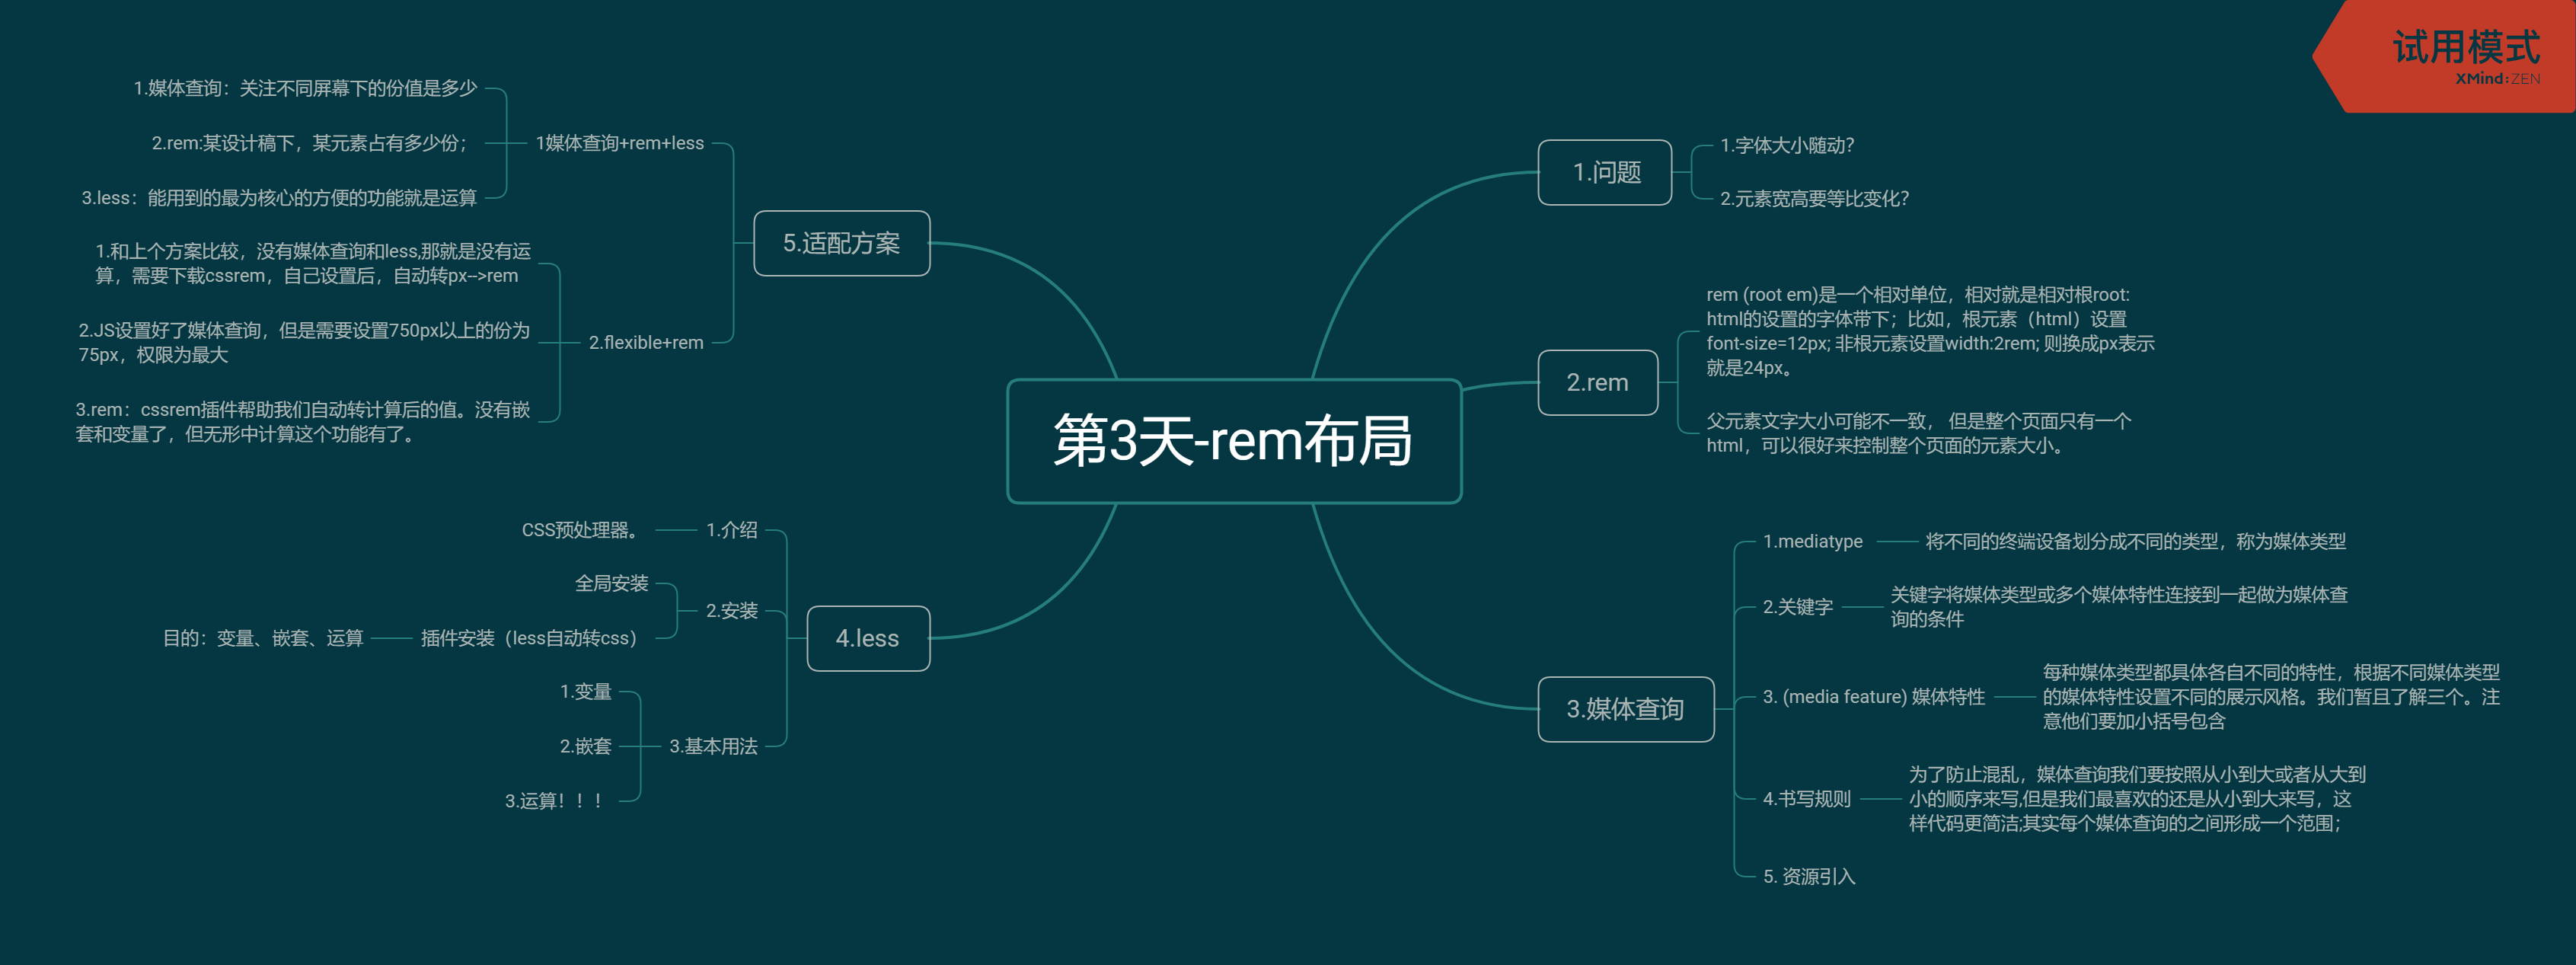 试用模式
XMind:ZEN
第3天-rem布局
1.问题
1.字体大小随动？
2.元素宽高要等比变化？
2.rem
rem (root em)是一个相对单位，相对就是相对根root:
html的设置的字体带下；比如，根元素（html）设置
font-size=12px; 非根元素设置width:2rem; 则换成px表示
就是24px。
父元素文字大小可能不一致， 但是整个页面只有一个
html，可以很好来控制整个页面的元素大小。
3.媒体查询
1.mediatype
将不同的终端设备划分成不同的类型，称为媒体类型
2.关键字
关键字将媒体类型或多个媒体特性连接到一起做为媒体查
询的条件
3. (media feature) 媒体特性
每种媒体类型都具体各自不同的特性，根据不同媒体类型
的媒体特性设置不同的展示风格。我们暂且了解三个。注
意他们要加小括号包含
4.书写规则
为了防止混乱，媒体查询我们要按照从小到大或者从大到
小的顺序来写,但是我们最喜欢的还是从小到大来写，这
样代码更简洁;其实每个媒体查询的之间形成一个范围；
5. 资源引入
4.less
1.介绍
CSS预处理器。
2.安装
全局安装
插件安装（less自动转css）
目的：变量、嵌套、运算
3.基本用法
1.变量
2.嵌套
3.运算！！！
5.适配方案
1媒体查询+rem+less
1.媒体查询：关注不同屏幕下的份值是多少
2.rem:某设计稿下，某元素占有多少份；
3.less：能用到的最为核心的方便的功能就是运算
2.flexible+rem
1.和上个方案比较，没有媒体查询和less,那就是没有运
算，需要下载cssrem，自己设置后，自动转px-->rem
2.JS设置好了媒体查询，但是需要设置750px以上的份为
75px，权限为最大
3.rem：cssrem插件帮助我们自动转计算后的值。没有嵌
套和变量了，但无形中计算这个功能有了。